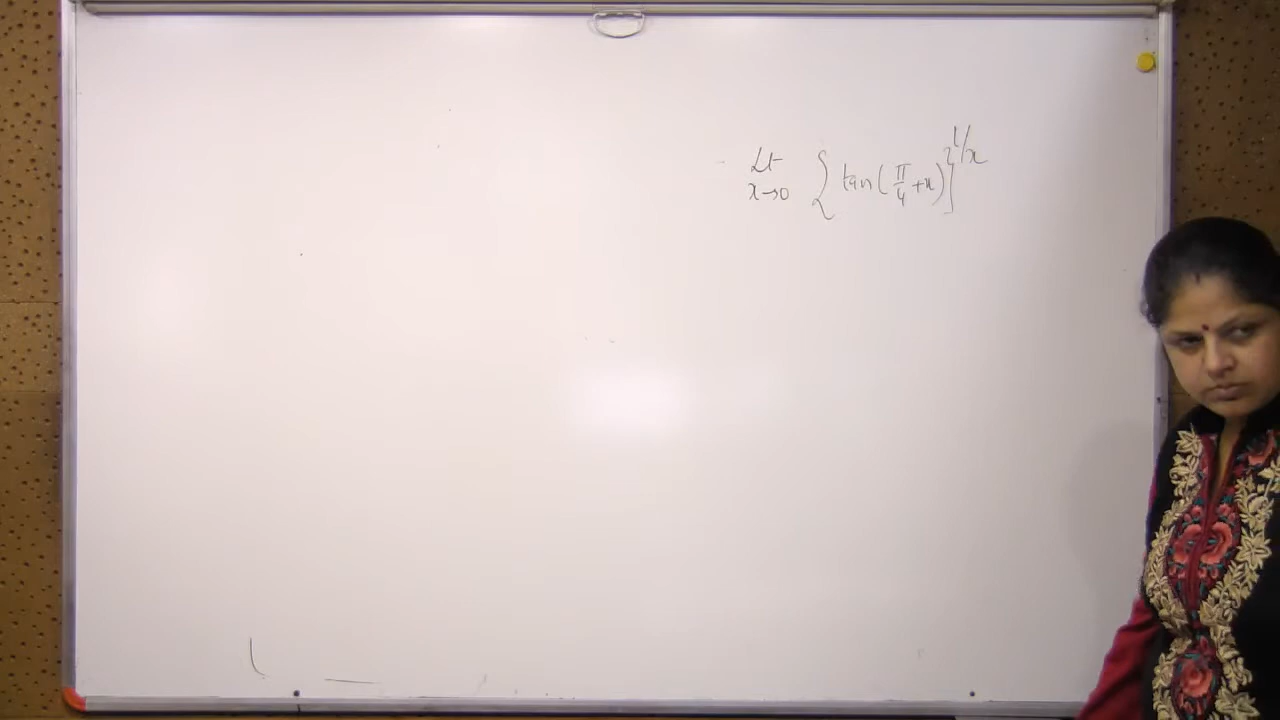 Lt x→0 { tan( π/4 + x ) }^1/x